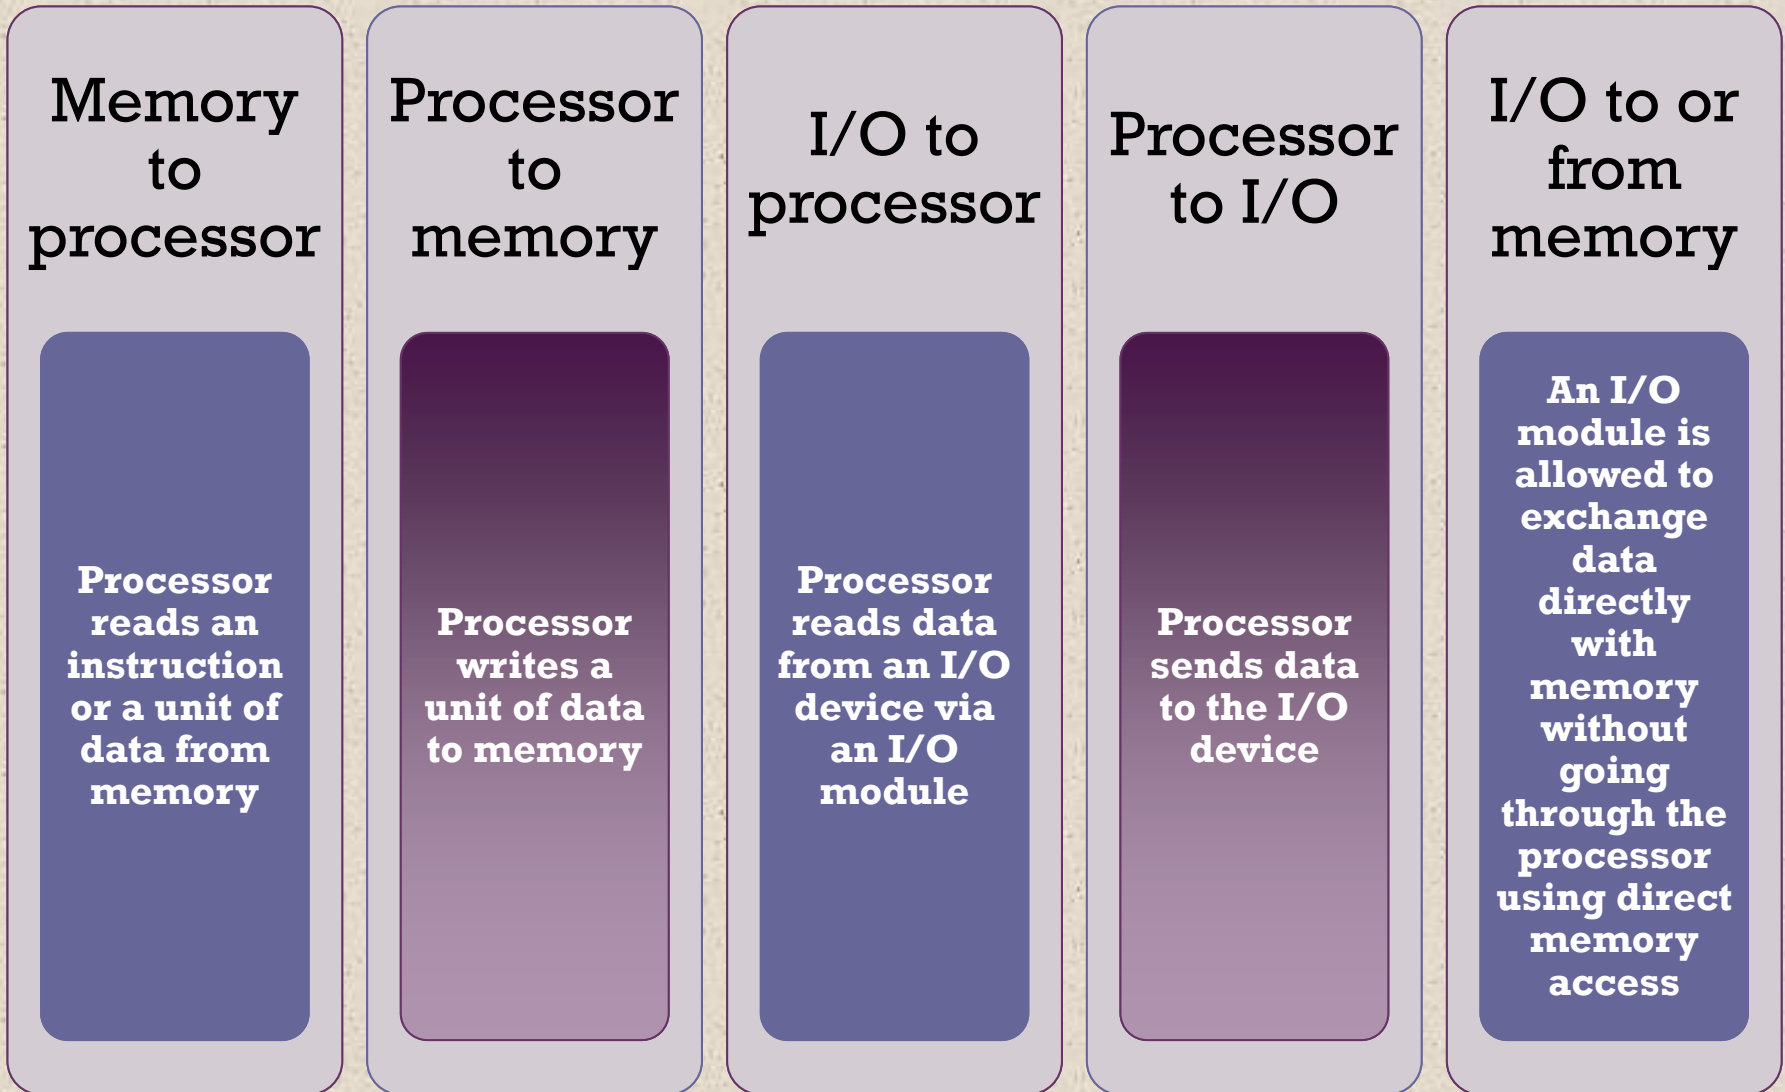 Memory
to
processor
Processor
reads an
instruction
or a unit of
data from
memory
Processor
to
memory
Processor
writes a
unit of data
to memory
I/O to
processor
Processor
reads data
from an I/O
device via
an I/O
module
Processor
to I/O
Processor
sends data
to the I/O
device
I/O to or
from
memory
An I/O
module is
allowed to
exchange
data
directly
with
memory
without
going
through the
processor
using direct
memory
access